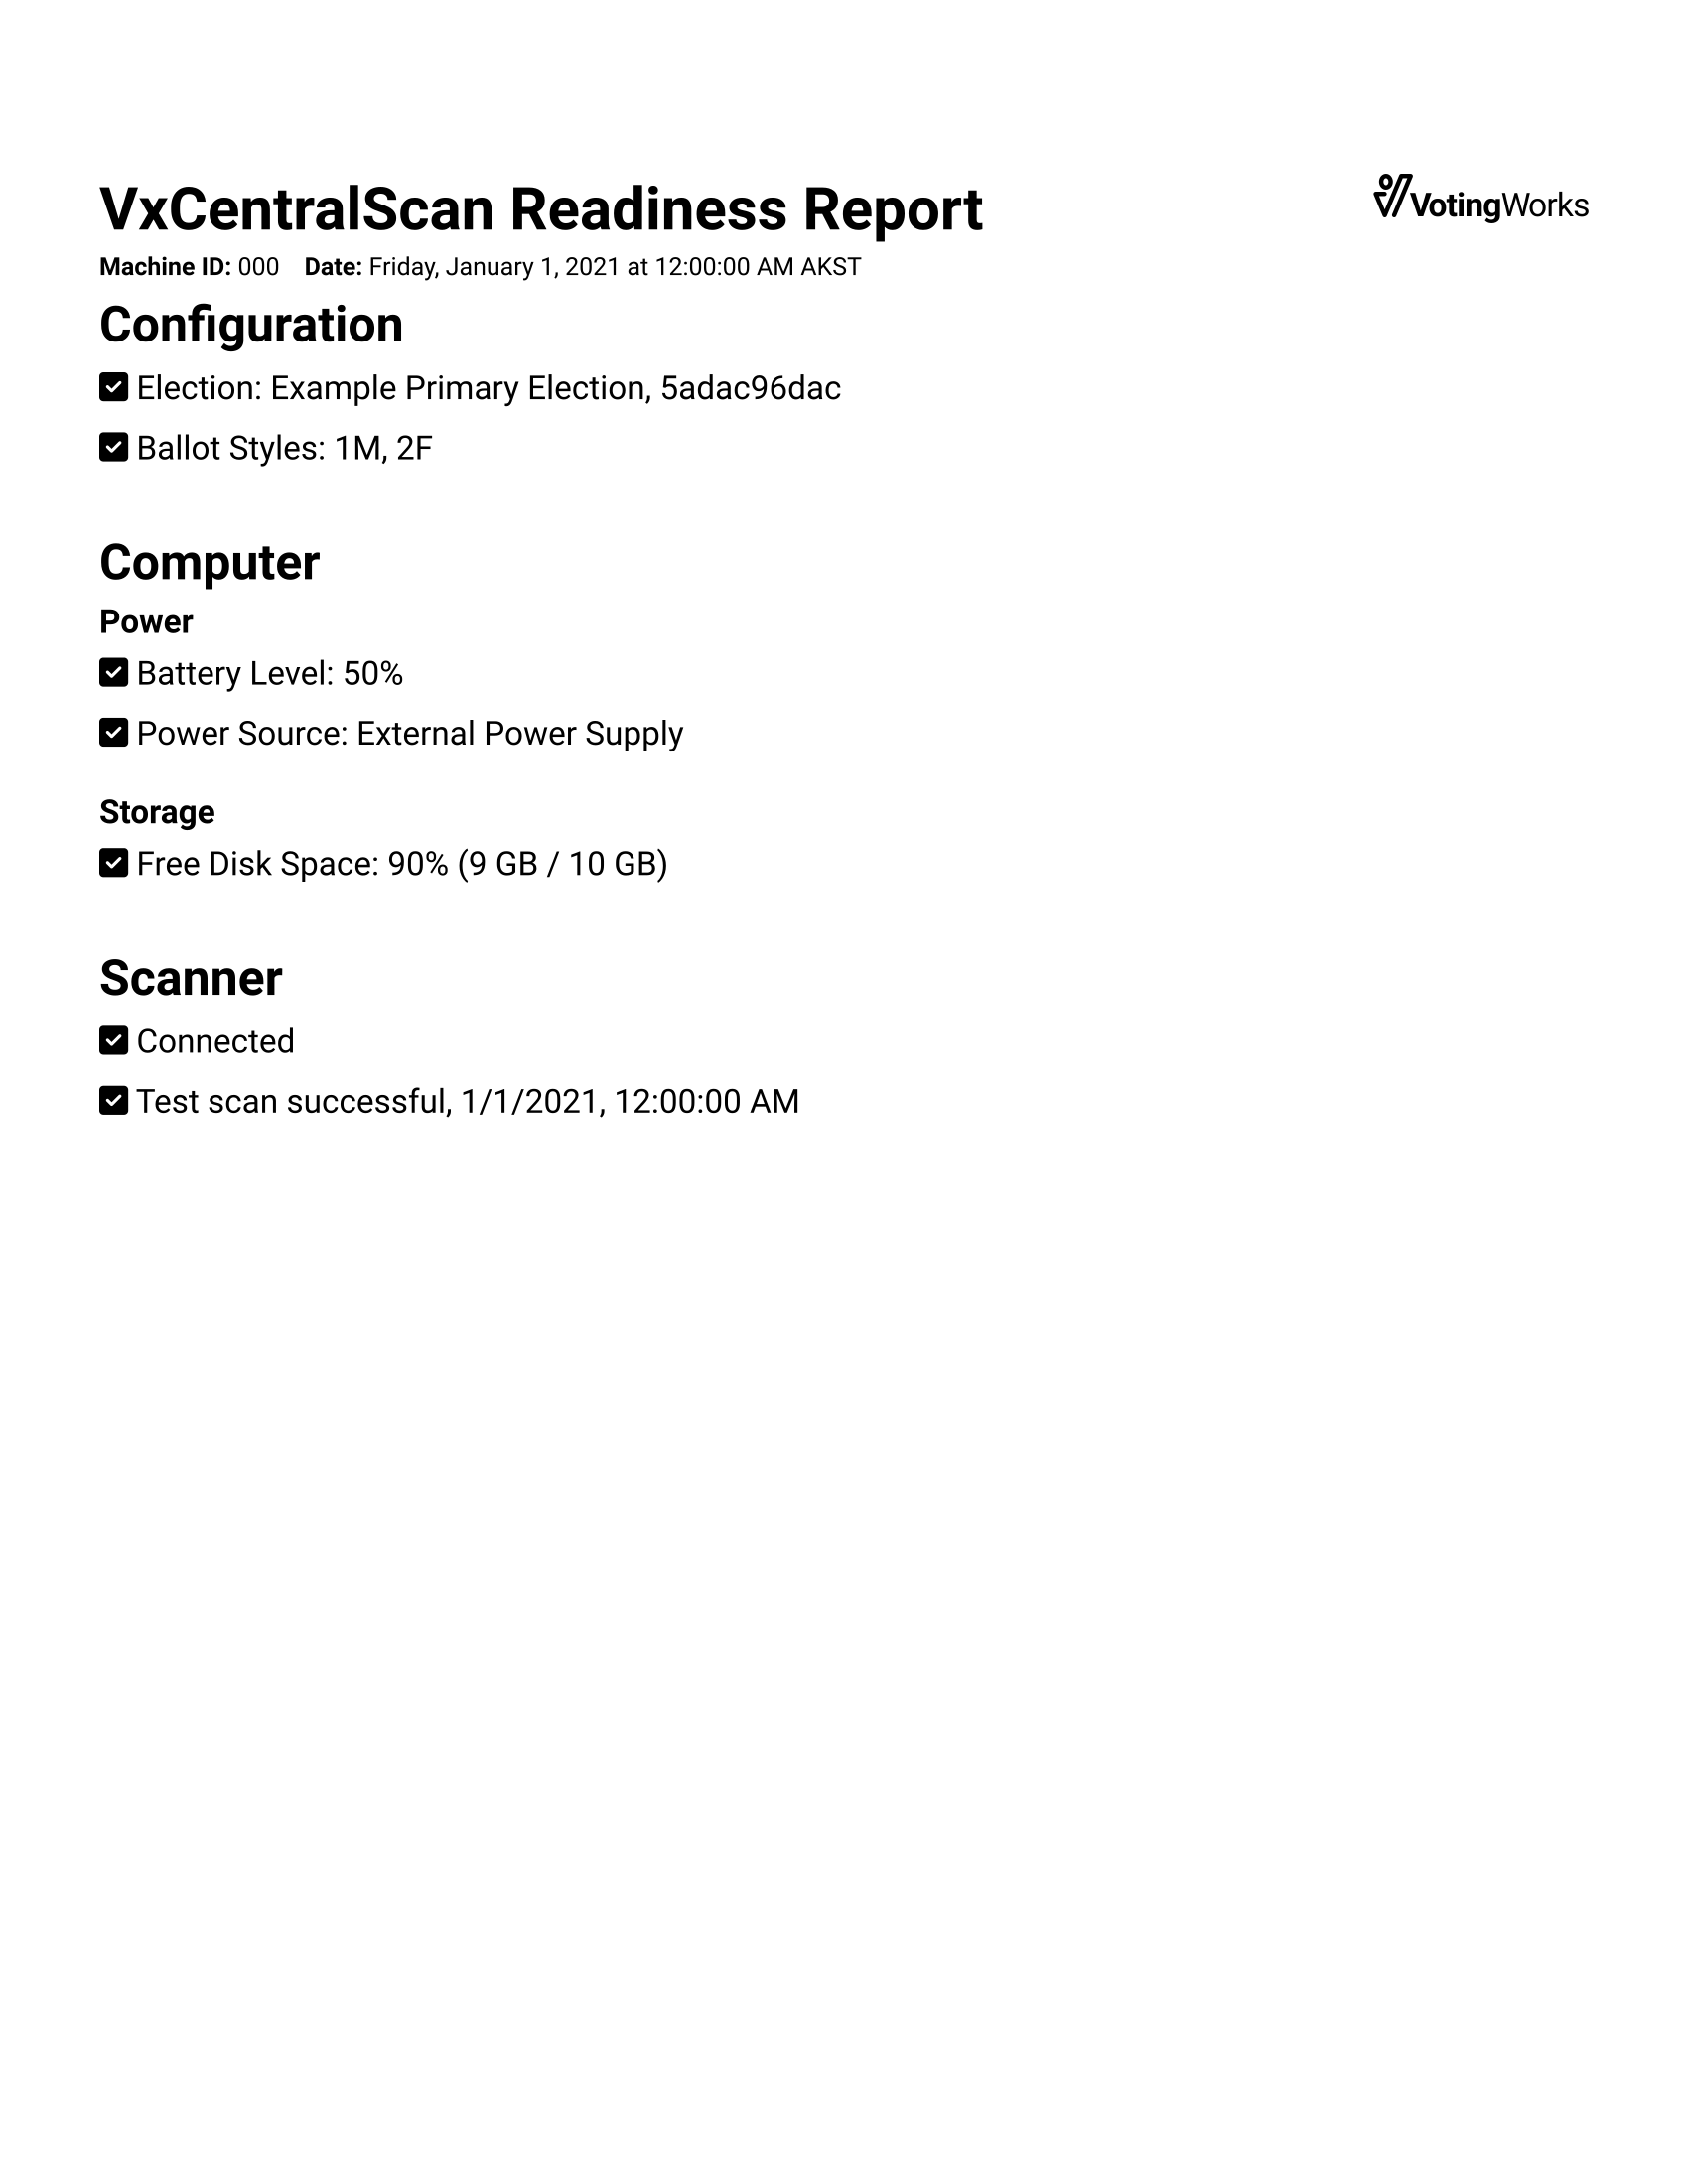 VxCentralScan Readiness Report
VotingWorks
Machine ID: 000 Date: Friday, January 1, 2021 at 12:00:00 AM AKST
Configuration
Election: Example Primary Election, 5adac96dac
Ballot Styles: 1M, 2F
Computer
Power
Battery Level: 50%
Power Source: External Power Supply
Storage
Free Disk Space: 90% (9 GB / 10 GB)
Scanner
Connected
Test scan successful, 1/1/2021, 12:00:00 AM